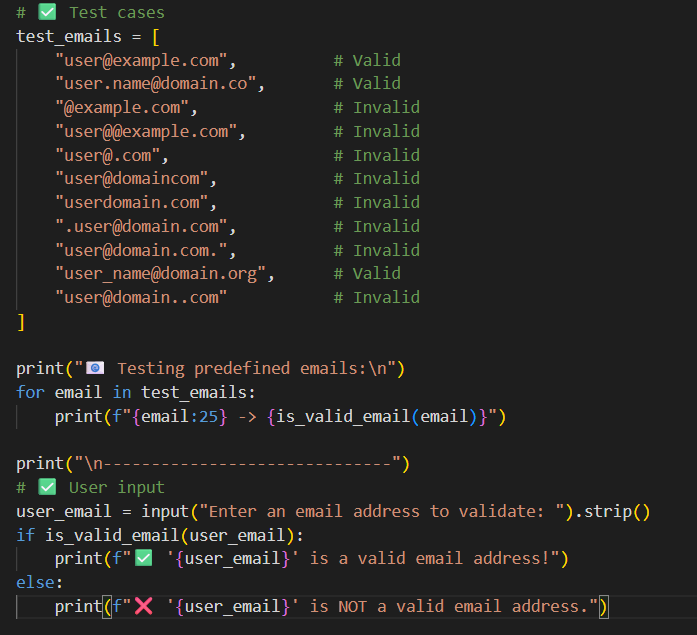 # ✅ Test cases
test_emails = [
    "user@example.com",          # Valid
    "user.name@domain.co",       # Valid
    "@example.com",              # Invalid
    "user@@example.com",         # Invalid
    "user@.com",                 # Invalid
    "user@domaincom",            # Invalid
    "userdomain.com",            # Invalid
    ".user@domain.com",          # Invalid
    "user@domain.com.",          # Invalid
    "user_name@domain.org",      # Valid
    "user@domain..com"           # Invalid
]
print("📧 Testing predefined emails:\n")
for email in test_emails:
    print(f"{email:25} -> {is_valid_email(email)}")
print("\n------------------------------")
# ✅ User input
user_email = input("Enter an email address to validate: ").strip()
if is_valid_email(user_email):
    print(f"✅ '{user_email}' is a valid email address!")
else:
    print(f"❌ '{user_email}' is NOT a valid email address.")